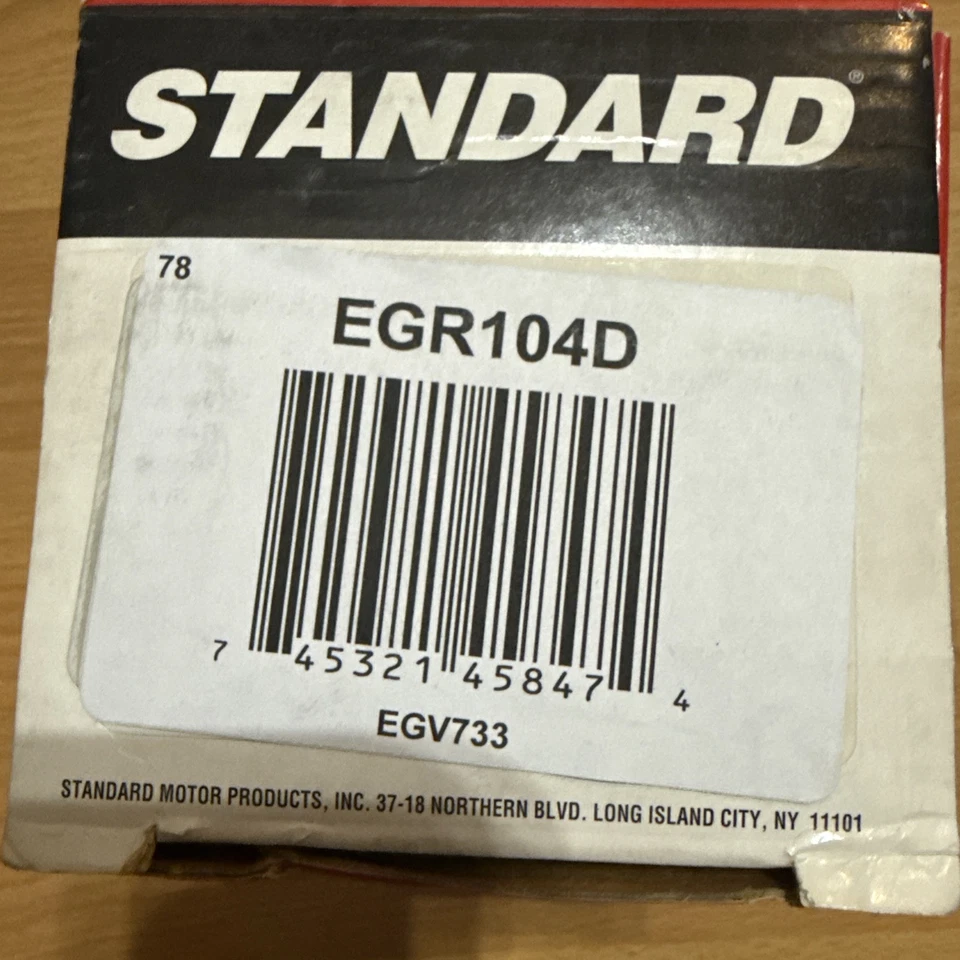 STANDARD®
78
EGR104D
7 45321 45847 4
EGV733
STANDARD MOTOR PRODUCTS, INC. 37-18 NORTHERN BLVD. LONG ISLAND CITY, NY 11101